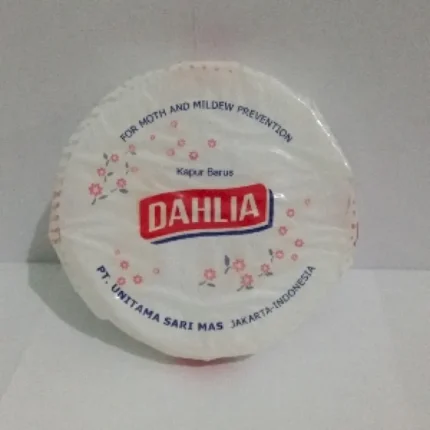 FOR MOTH AND MILDEW PREVENTION
Kapur Barus
DAHLIA
PT. UNITAMA SARI MAS JAKARTA-INDONESIA